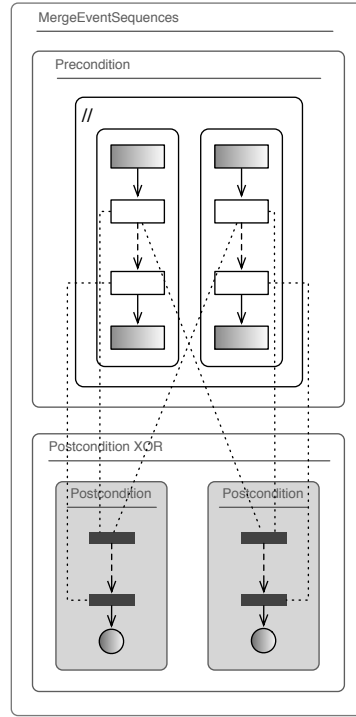 MergeEventSequences
Precondition
//
Postcondition XOR
Postcondition
Postcondition